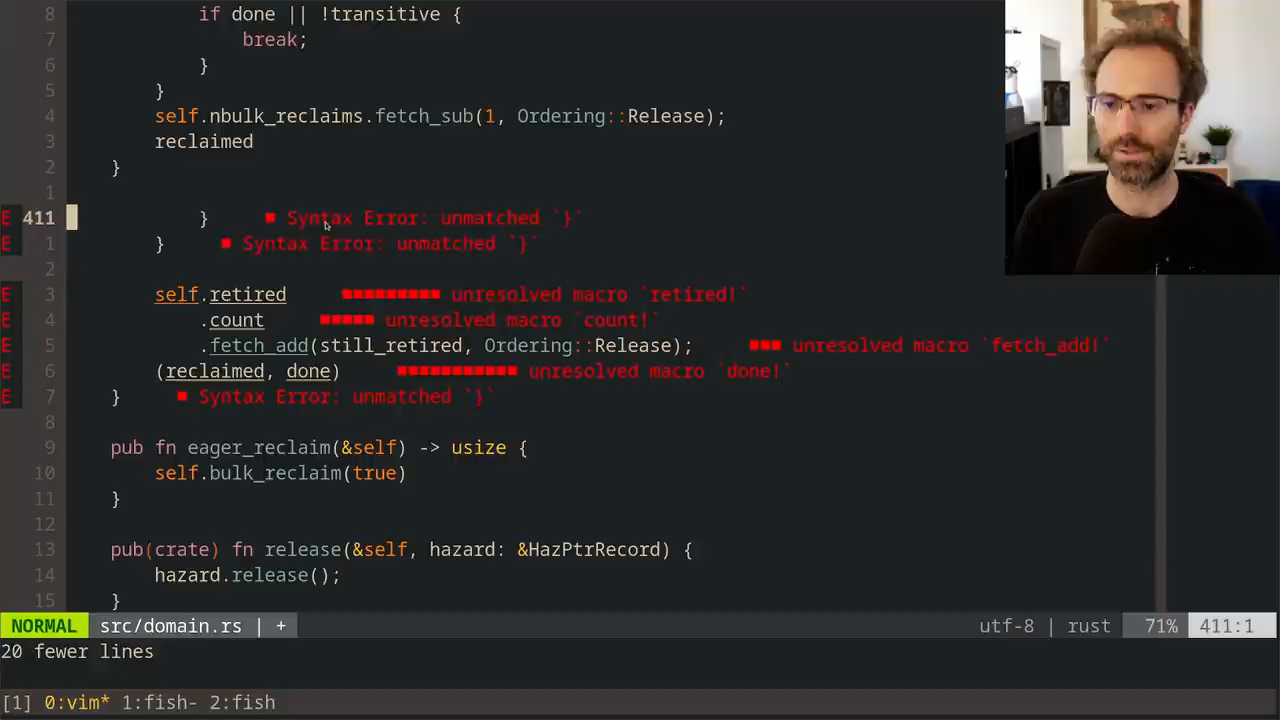 8 if done || !transitive {
7 break;
6 }
5 }
4 self.nbulk_reclaims.fetch_sub(1, Ordering::Release);
3 reclaimed
2 }
1
E 411 } ■ Syntax Error: unmatched `}`
E 1 } ■ Syntax Error: unmatched `}`
2
E 3 self.retired ■■■■■■■■■ unresolved macro `retired!`
E 4 .count ■■■■■ unresolved macro `count!`
E 5 .fetch_add(still_retired, Ordering::Release); ■■■ unresolved macro `fetch_add!`
E 6 (reclaimed, done) ■■■■■■■■■■■ unresolved macro `done!`
E 7 } ■ Syntax Error: unmatched `}`
8
9 pub fn eager_reclaim(&self) -> usize {
10 self.bulk_reclaim(true)
11 }
12
13 pub(crate) fn release(&self, hazard: &HazPtrRecord) {
14 hazard.release();
15 }
NORMAL src/domain.rs | + utf-8 | rust 71% 411:1
20 fewer lines
[1] 0:vim* 1:fish- 2:fish